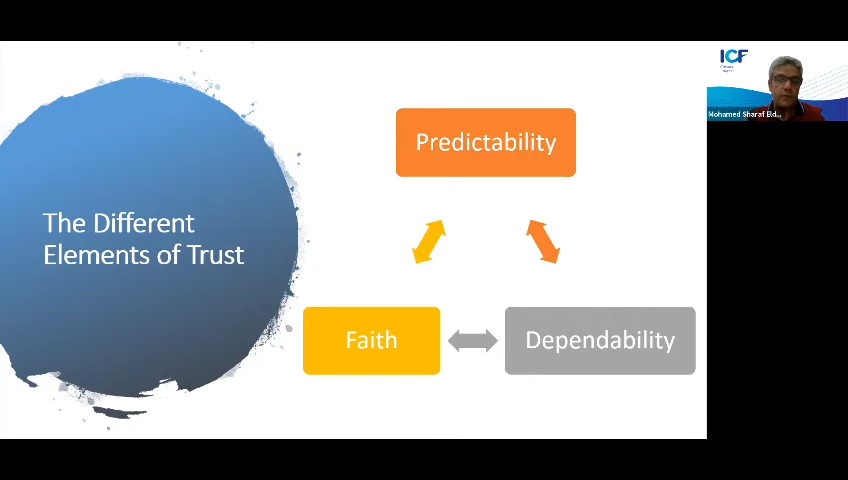 The Different
Elements of Trust
Predictability
Faith
Dependability
ICF
Mohamed Sharaf Eld...